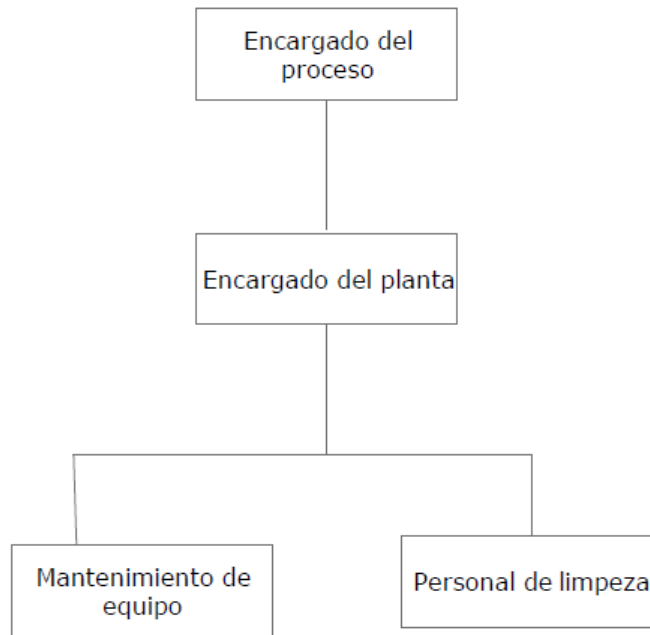 Encargado del
proceso
Encargado del planta
Mantenimiento de
equipo
Personal de limpeza